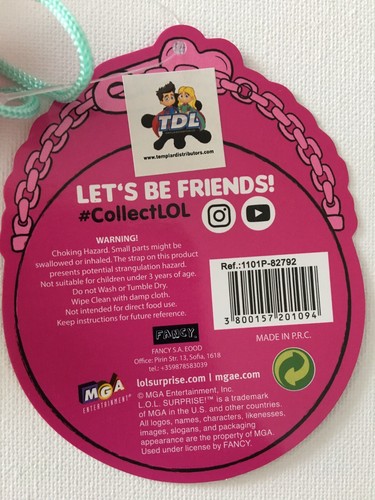 TDL
www.templardistributors.com
LET'S BE FRIENDS!
#CollectLOL
WARNING!
Choking Hazard. Small parts might be
swallowed or inhaled. The strap on this product
presents potential strangulation hazard.
Not suitable for children under 3 years of age.
Do not Wash or Tumble Dry.
Wipe Clean with damp cloth.
Not intended for direct food use.
Keep instructions for future reference.
Ref.:1101P-82792
3 800157 201094
FANCY
FANCY S.A. EOOD
Office: Pirin Str. 13, Sofia, 1618
tel.: +359878583039
MADE IN P.R.C.
MGA
ENTERTAINMENT
lolsurprise.com | mgae.com
© MGA Entertainment, Inc.
L.O.L. SURPRISE!™ is a trademark
of MGA in the U.S. and other countries.
All logos, names, characters, likenesses,
images, slogans, and packaging
appearance are the property of MGA.
Used under license by FANCY.